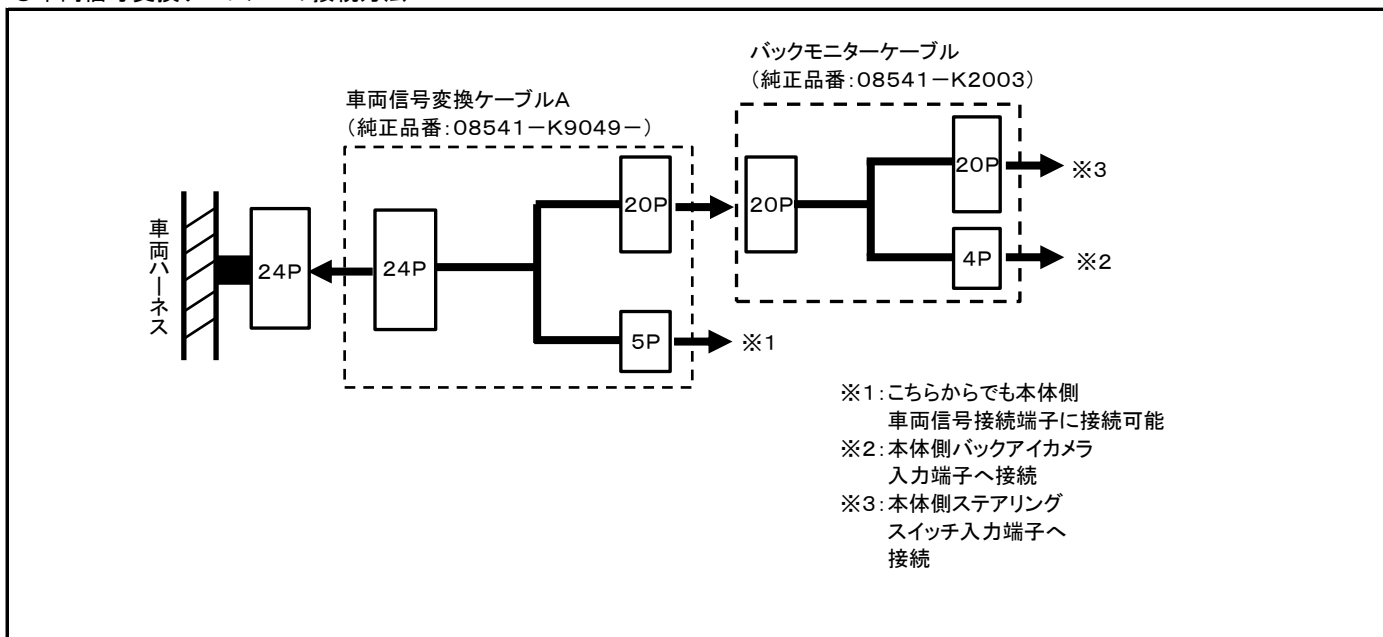 バックモニターケーブル
（純正品番：08541－K2003）
車両信号変換ケーブルA
（純正品番：08541－K9049－）
車両ハーネス
24P
24P
20P
5P
※1
20P
20P
※3
4P
※2
※1：こちらからでも本体側
車両信号接続端子に接続可能
※2：本体側バックアイカメラ
入力端子へ接続
※3：本体側ステアリング
スイッチ入力端子へ
接続